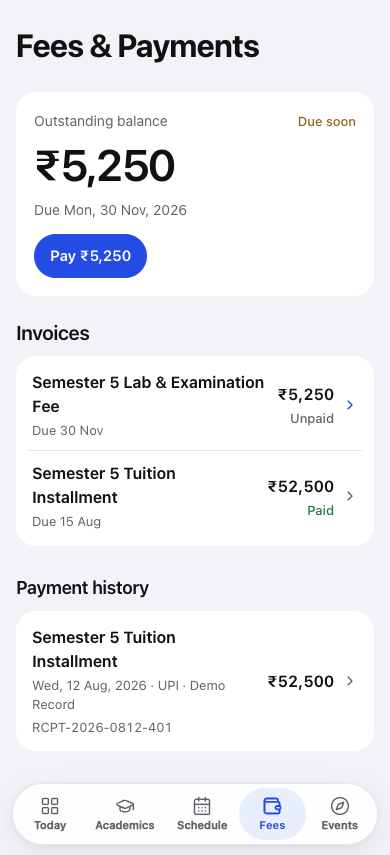 Fees & Payments
Outstanding balance
Due soon
₹5,250
Due Mon, 30 Nov, 2026
Pay ₹5,250
Invoices
Semester 5 Lab & Examination
Fee
Due 30 Nov
₹5,250
Unpaid
Semester 5 Tuition
Installment
Due 15 Aug
₹52,500
Paid
Payment history
Semester 5 Tuition
Installment
Wed, 12 Aug, 2026 · UPI · Demo
Record
RCPT-2026-0812-401
₹52,500
Today
Academics
Schedule
Fees
Events